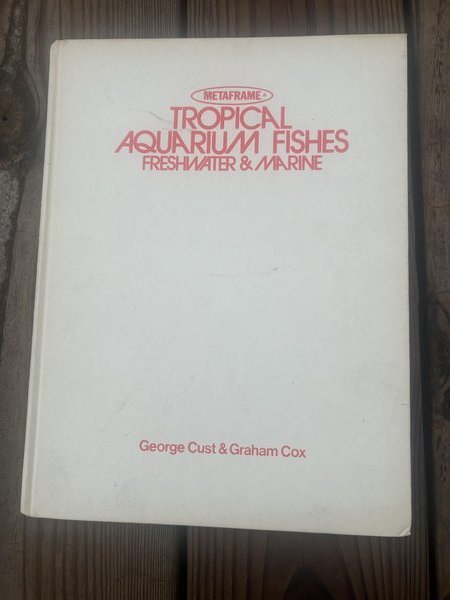 METAFRAME®
TROPICAL
AQUARIUM FISHES
FRESHWATER & MARINE
George Cust & Graham Cox